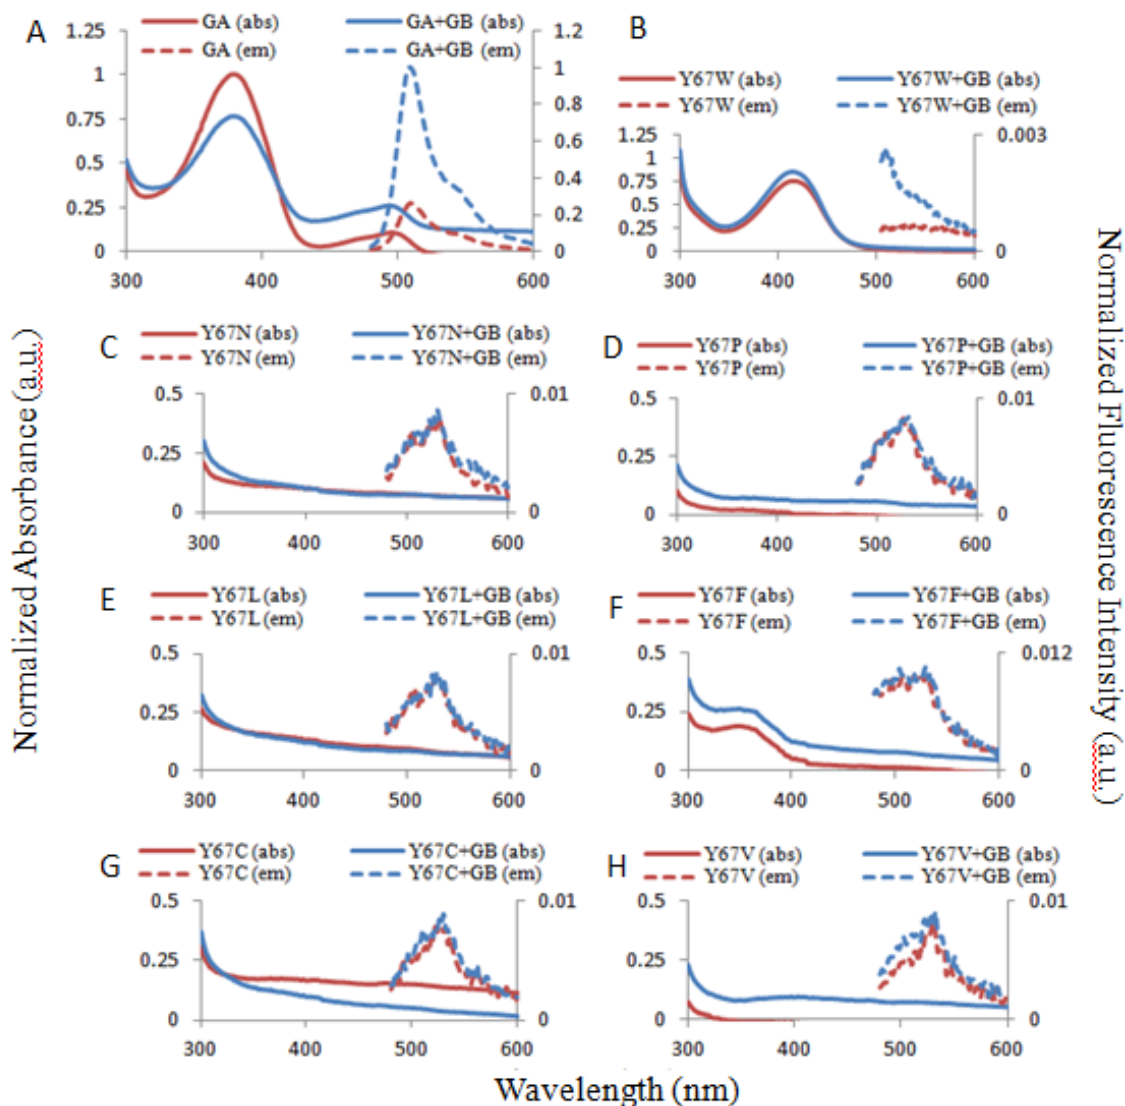 A
GA (abs) GA+GB (abs)
GA (em) GA+GB (em)
1.25 1.2
1 1
0.75 0.8
0.6
0.5 0.4
0.25 0.2
0 0
300 400 500 600
B
Y67W (abs) Y67W+GB (abs)
Y67W (em) Y67W+GB (em)
1.25 0.003
1
0.75
0.5
0.25
0 0
300 400 500 600
C
Y67N (abs) Y67N+GB (abs)
Y67N (em) Y67N+GB (em)
0.5 0.01
0.25
0 0
300 400 500 600
D
Y67P (abs) Y67P+GB (abs)
Y67P (em) Y67P+GB (em)
0.5 0.01
0.25
0 0
300 400 500 600
E
Y67L (abs) Y67L+GB (abs)
Y67L (em) Y67L+GB (em)
0.5 0.01
0.25
0 0
300 400 500 600
F
Y67F (abs) Y67F+GB (abs)
Y67F (em) Y67F+GB (em)
0.5 0.012
0.25
0 0
300 400 500 600
G
Y67C (abs) Y67C+GB (abs)
Y67C (em) Y67C+GB (em)
0.5 0.01
0.25
0 0
300 400 500 600
H
Y67V (abs) Y67V+GB (abs)
Y67V (em) Y67V+GB (em)
0.5 0.01
0.25
0 0
300 400 500 600
Normalized Absorbance (a.u.)
Normalized Fluorescence Intensity (a.u.)
Wavelength (nm)